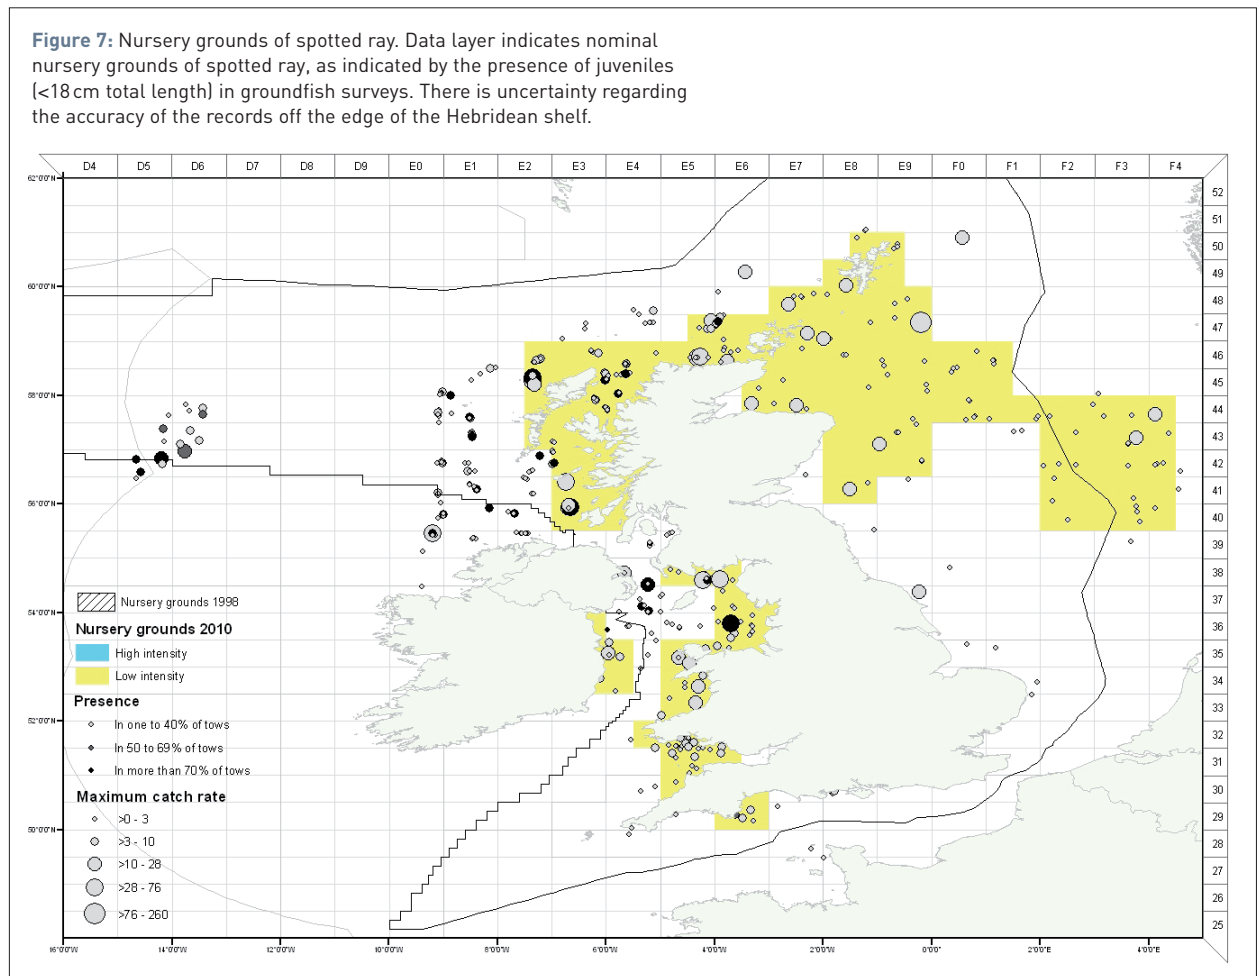 Figure 7: Nursery grounds of spotted ray. Data layer indicates nominal
nursery grounds of spotted ray, as indicated by the presence of juveniles
(<18 cm total length) in groundfish surveys. There is uncertainty regarding
the accuracy of the records off the edge of the Hebridean shelf.
D4 D5 D6 D7 D8 D9 E0 E1 E2 E3 E4 E5 E6 E7 E8 E9 F0 F1 F2 F3 F4
62°0'0"N
52
51
50
49
60°0'0"N
48
47
46
45
58°0'0"N
44
43
42
41
56°0'0"N
40
39
38
37
54°0'0"N
36
35
34
33
52°0'0"N
32
31
30
29
50°0'0"N
28
27
26
25
Nursery grounds 1998
Nursery grounds 2010
High intensity
Low intensity
Presence
In one to 40% of tows
In 50 to 69% of tows
In more than 70% of tows
Maximum catch rate
>0 - 3
>3 - 10
>10 - 28
>28 - 76
>76 - 260
16°0'0"W 14°0'0"W 12°0'0"W 10°0'0"W 8°0'0"W 6°0'0"W 4°0'0"W 2°0'0"W 0°0'0" 2°0'0"E 4°0'0"E